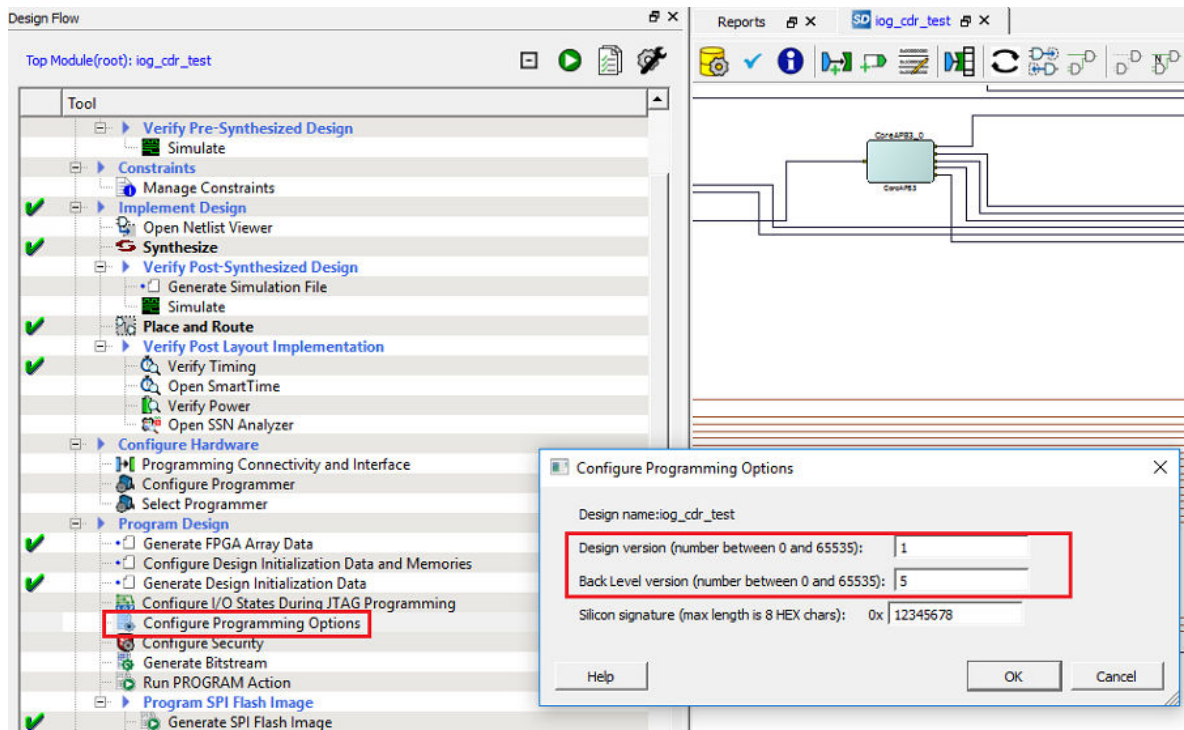 Design Flow
Reports
SD iog_cdr_test
Top Module(root): iog_cdr_test
Tool
Verify Pre-Synthesized Design
Simulate
Constraints
Manage Constraints
Implement Design
Open Netlist Viewer
Synthesize
Verify Post-Synthesized Design
Generate Simulation File
Simulate
Place and Route
Verify Post Layout Implementation
Verify Timing
Open SmartTime
Verify Power
Open SSN Analyzer
Configure Hardware
Programming Connectivity and Interface
Configure Programmer
Select Programmer
Program Design
Generate FPGA Array Data
Configure Design Initialization Data and Memories
Generate Design Initialization Data
Configure I/O States During JTAG Programming
Configure Programming Options
Configure Security
Generate Bitstream
Run PROGRAM Action
Program SPI Flash Image
Generate SPI Flash Image
CoreAPB3_0
CoreAPB3
Configure Programming Options
Design name:iog_cdr_test
Design version (number between 0 and 65535): 1
Back Level version (number between 0 and 65535): 5
Silicon signature (max length is 8 HEX chars): 0x 12345678
Help OK Cancel